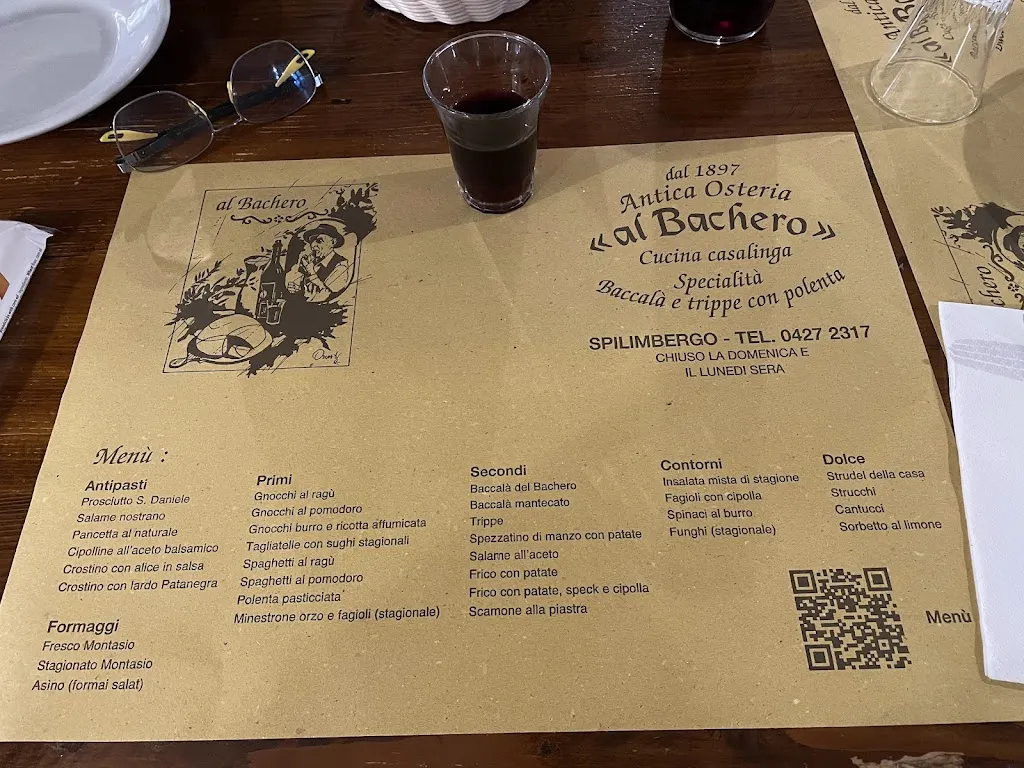 al Bachero
dal 1897
Antica Osteria
«al Bachero»
Cucina casalinga
Specialità
Baccalà e trippe con polenta
SPILIMBERGO - TEL. 0427 2317
CHIUSO LA DOMENICA E
IL LUNEDI SERA
Menù :
Antipasti
Prosciutto S. Daniele
Salame nostrano
Pancetta al naturale
Cipolline all'aceto balsamico
Crostino con alice in salsa
Crostino con lardo Patanegra
Formaggi
Fresco Montasio
Stagionato Montasio
Asino (formai salat)
Primi
Gnocchi al ragù
Gnocchi al pomodoro
Gnocchi burro e ricotta affumicata
Tagliatelle con sughi stagionali
Spaghetti al ragù
Spaghetti al pomodoro
Polenta pasticciata
Minestrone orzo e fagioli (stagionale)
Secondi
Baccalà del Bachero
Baccalà mantecato
Trippe
Spezzatino di manzo con patate
Salame all'aceto
Frico con patate
Frico con patate, speck e cipolla
Scamone alla piastra
Contorni
Insalata mista di stagione
Fagioli con cipolla
Spinaci al burro
Funghi (stagionale)
Dolce
Strudel della casa
Strucchi
Cantucci
Sorbetto al limone
Menù